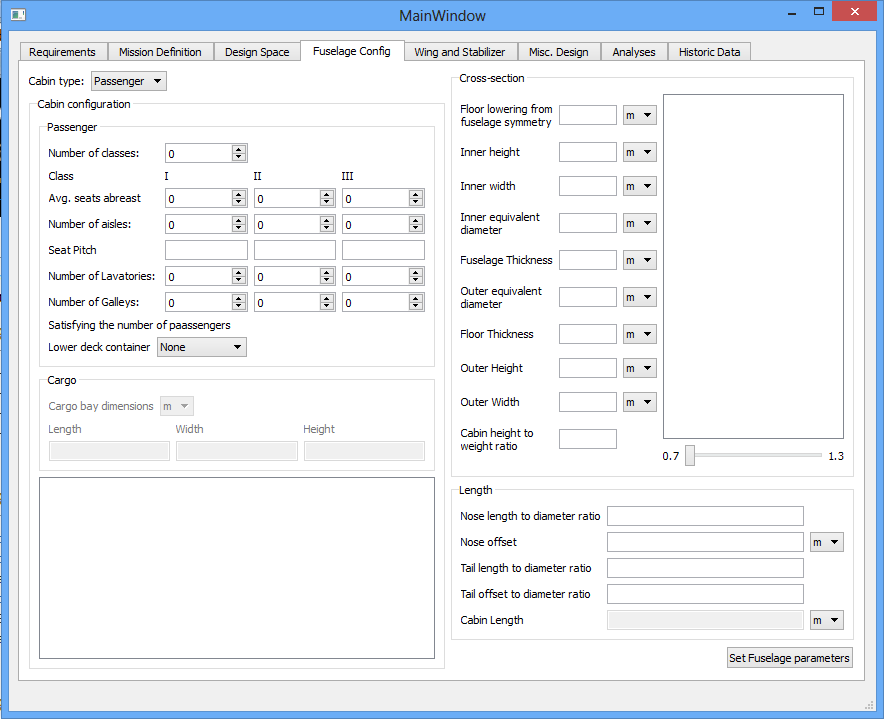 MainWindow
Requirements Mission Definition Design Space Fuselage Config Wing and Stabilizer Misc. Design Analyses Historic Data
Cabin type: Passenger
Cabin configuration
Passenger
Number of classes: 0
Class I II III
Avg. seats abreast 0 0 0
Number of aisles: 0 0 0
Seat Pitch
Number of Lavatories: 0 0 0
Number of Galleys: 0 0 0
Satisfying the number of paassengers
Lower deck container None
Cargo
Cargo bay dimensions m
Length Width Height
Cross-section
Floor lowering from
fuselage symmetry m
Inner height m
Inner width m
Inner equivalent
diameter m
Fuselage Thickness m
Outer equivalent
diameter m
Floor Thickness m
Outer Height m
Outer Width m
Cabin height to
weight ratio
0.7 1.3
Length
Nose length to diameter ratio
Nose offset m
Tail length to diameter ratio
Tail offset to diameter ratio
Cabin Length m
Set Fuselage parameters